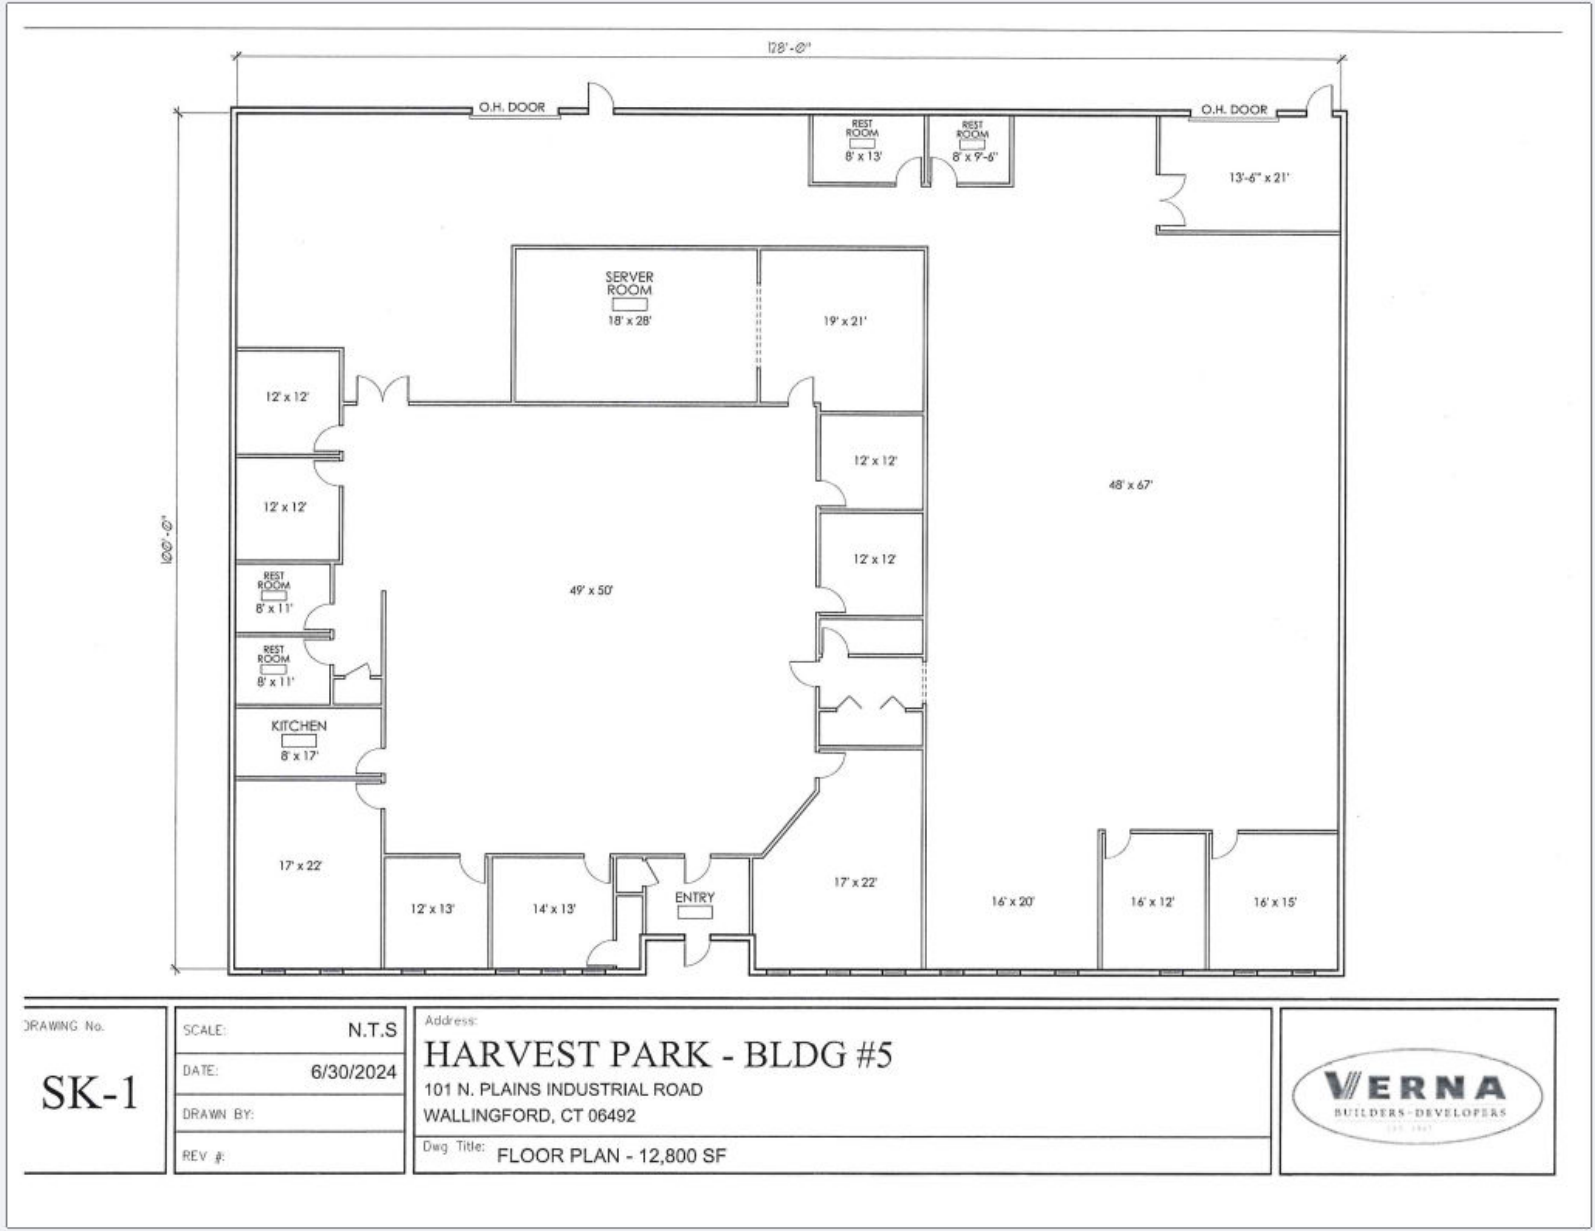 128'-0"
O.H. DOOR
O.H. DOOR
REST
ROOM
8' x 13'
REST
ROOM
8' x 9'-6"
13'-6" x 21'
SERVER
ROOM
18' x 28'
19' x 21'
12' x 12'
12' x 12'
12' x 12'
48' x 67'
12' x 12'
100'-0"
49' x 50'
REST
ROOM
8' x 11'
REST
ROOM
8' x 11'
KITCHEN
8' x 17'
17' x 22'
12' x 13'
14' x 13'
ENTRY
17' x 22'
16' x 20'
16' x 12'
16' x 15'
DRAWING No.
SK-1
SCALE: N.T.S
DATE: 6/30/2024
DRAWN BY:
REV #:
Address:
HARVEST PARK - BLDG #5
101 N. PLAINS INDUSTRIAL ROAD
WALLINGFORD, CT 06492
Dwg Title: FLOOR PLAN - 12,800 SF
VERNA
BUILDERS-DEVELOPERS